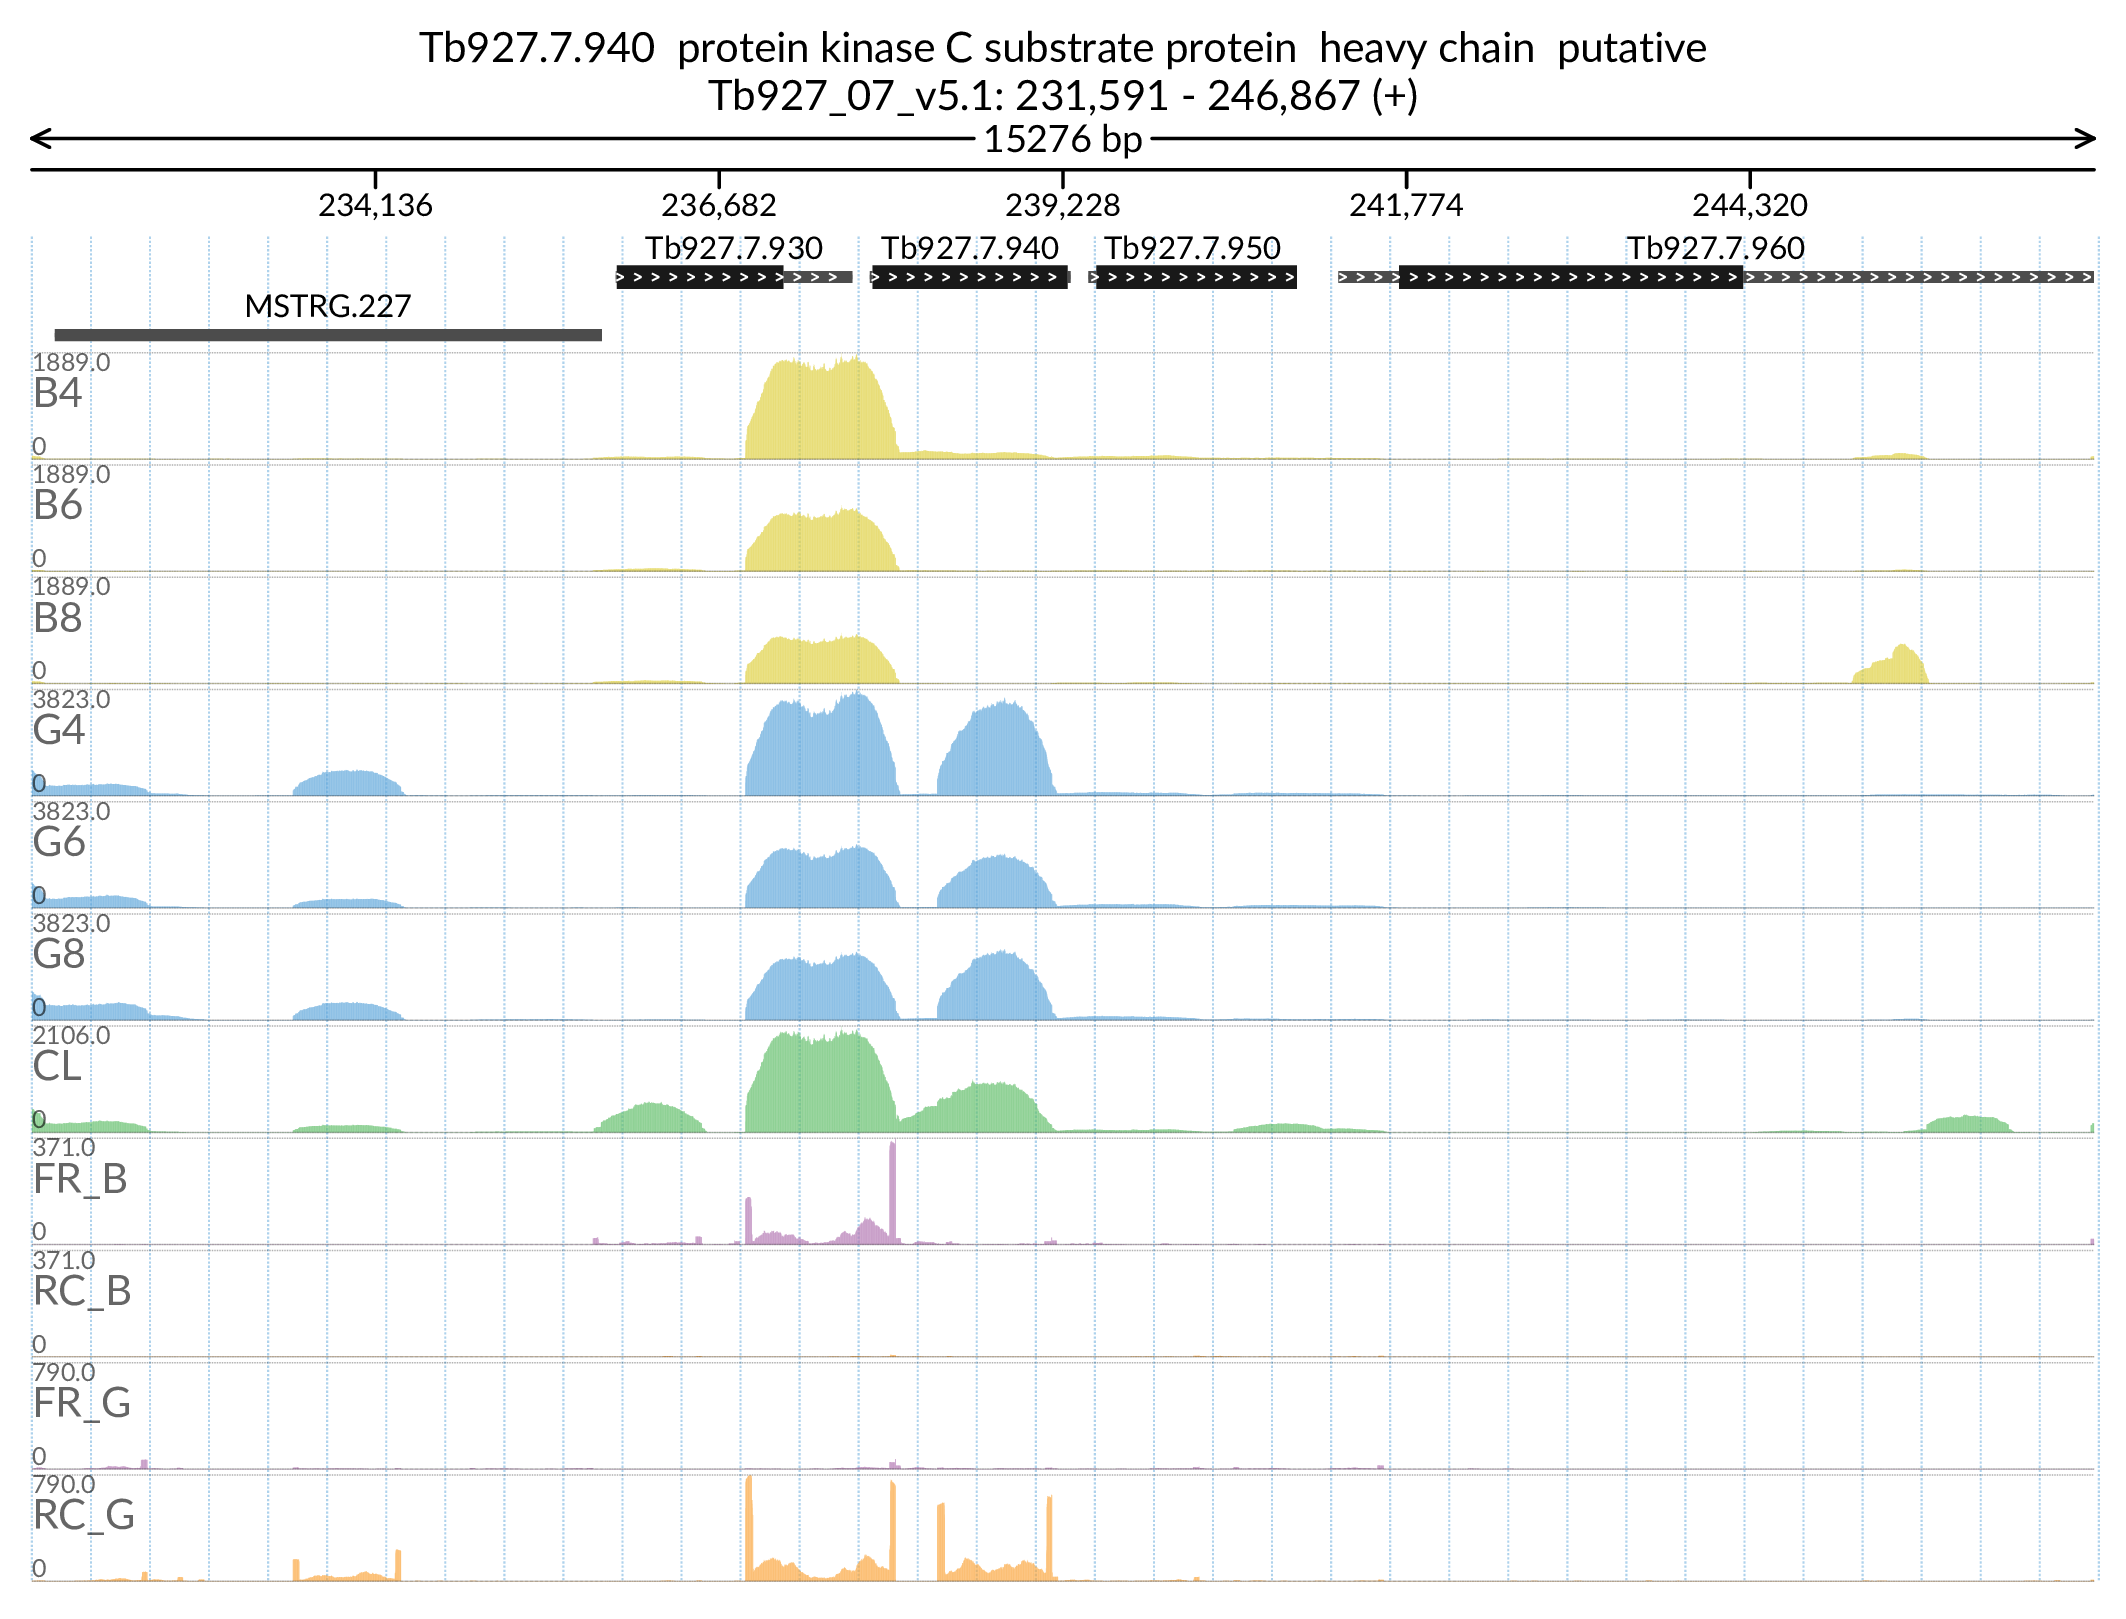 Tb927.7.940  protein kinase C substrate protein  heavy chain  putative
Tb927_07_v5.1: 231,591 - 246,867 (+)
15276 bp
234,136 236,682 239,228 241,774 244,320
Tb927.7.930 Tb927.7.940 Tb927.7.950 Tb927.7.960
MSTRG.227
1889.0
B4
0
1889.0
B6
0
1889.0
B8
0
3823.0
G4
0
3823.0
G6
0
3823.0
G8
0
2106.0
CL
0
371.0
FR_B
0
371.0
RC_B
0
790.0
FR_G
0
790.0
RC_G
0